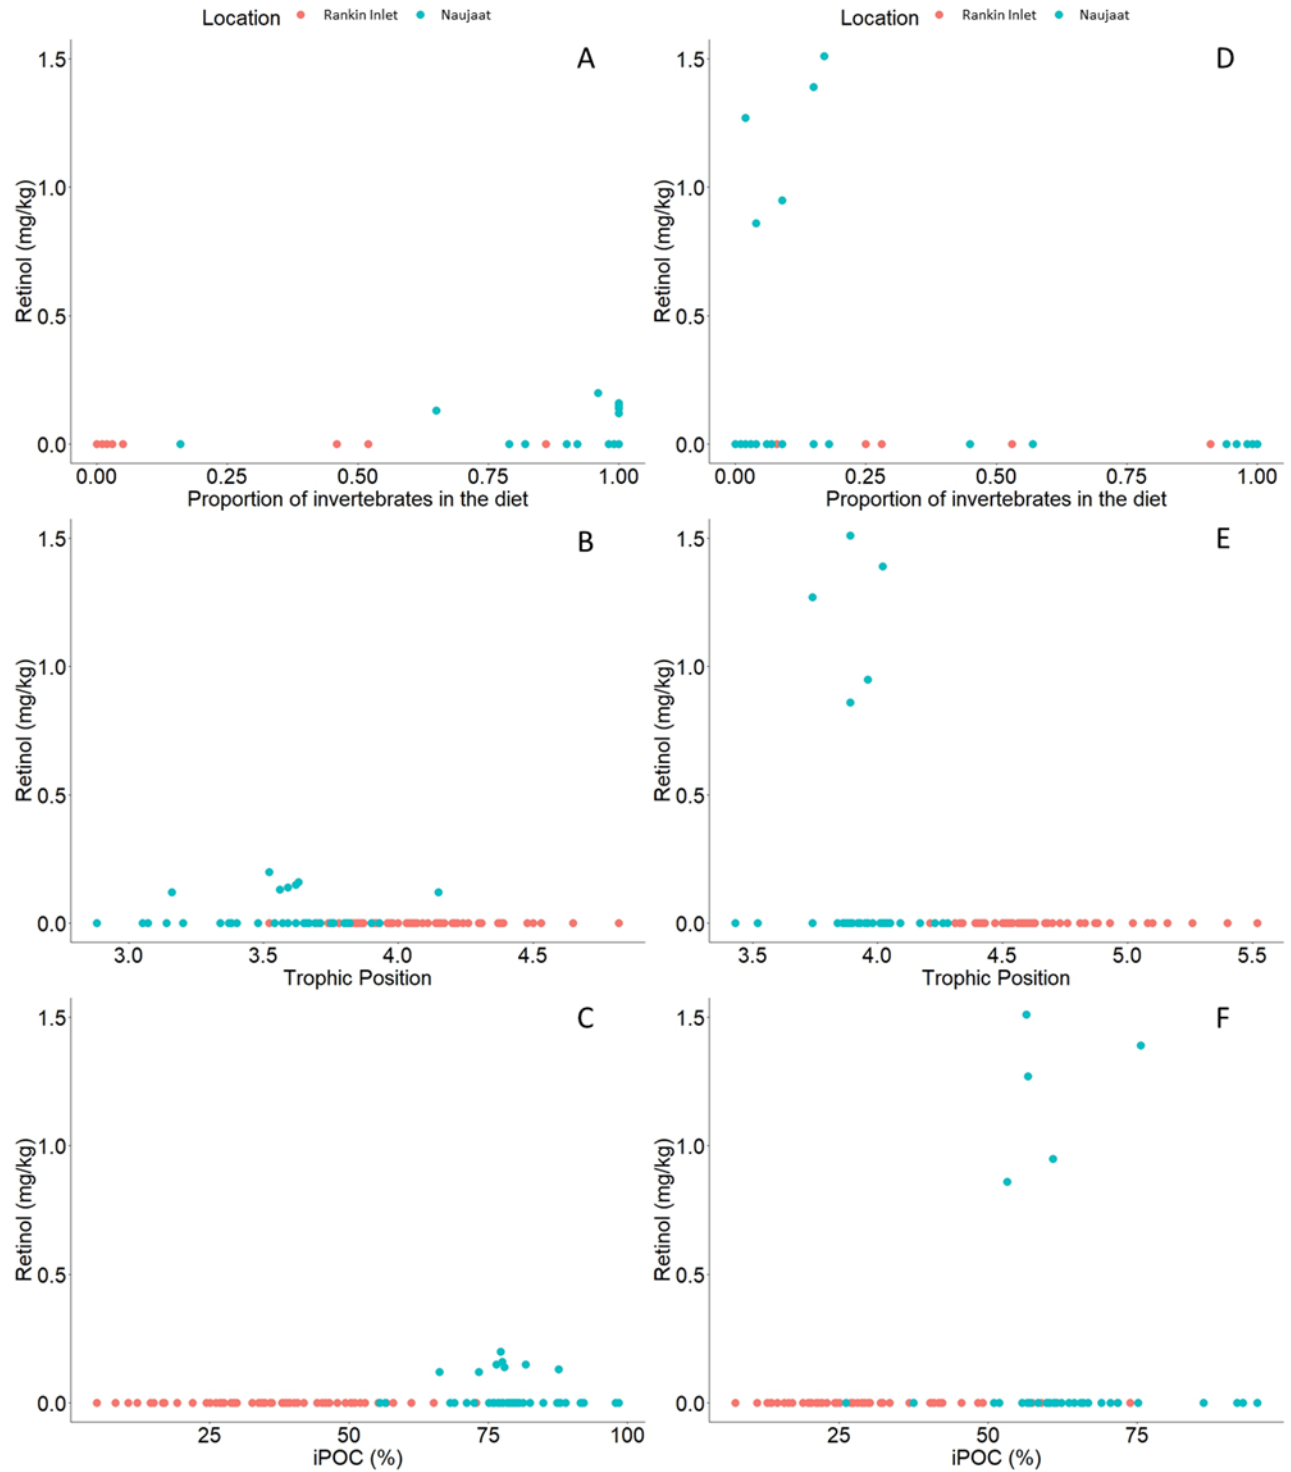 Location Rankin Inlet Naujaat
Location Rankin Inlet Naujaat
A
1.5
1.0
0.5
0.0
Retinol (mg/kg)
0.00 0.25 0.50 0.75 1.00
Proportion of invertebrates in the diet
D
1.5
1.0
0.5
0.0
Retinol (mg/kg)
0.00 0.25 0.50 0.75 1.00
Proportion of invertebrates in the diet
B
1.5
1.0
0.5
0.0
Retinol (mg/kg)
3.0 3.5 4.0 4.5
Trophic Position
E
1.5
1.0
0.5
0.0
Retinol (mg/kg)
3.5 4.0 4.5 5.0 5.5
Trophic Position
C
1.5
1.0
0.5
0.0
Retinol (mg/kg)
25 50 75 100
iPOC (%)
F
1.5
1.0
0.5
0.0
Retinol (mg/kg)
25 50 75
iPOC (%)